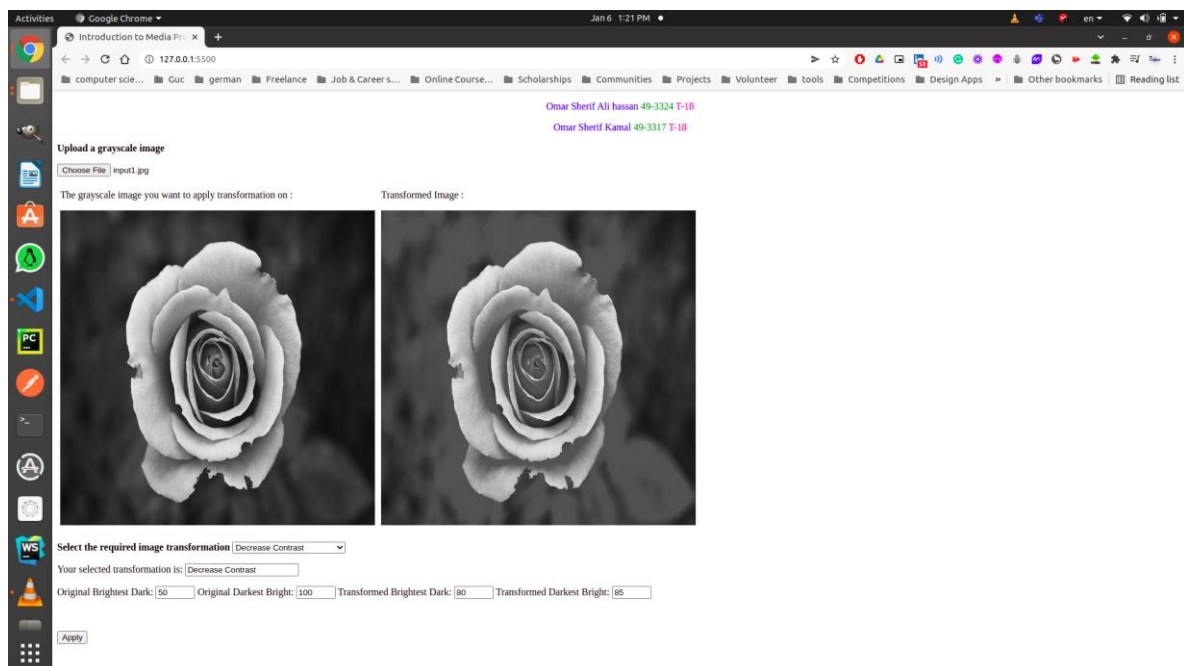 Activities Google Chrome Jan 6 1:21 PM en
Introduction to Media Pro
127.0.0.1:5500
computer scie... Guc german Freelance Job & Career s... Online Course... Scholarships Communities Projects Volunteer tools Competitions Design Apps » Other bookmarks Reading list
Omar Sherif Ali hassan 49-3324 T-18
Omar Sherif Kamal 49-3317 T-18
Upload a grayscale image
Choose File input1.jpg
The grayscale image you want to apply transformation on : Transformed Image :
Select the required image transformation Decrease Contrast
Your selected transformation is: Decrease Contrast
Original Brightest Dark: 50 Original Darkest Bright: 100 Transformed Brightest Dark: 80 Transformed Darkest Bright: 85
Apply
PC
WS